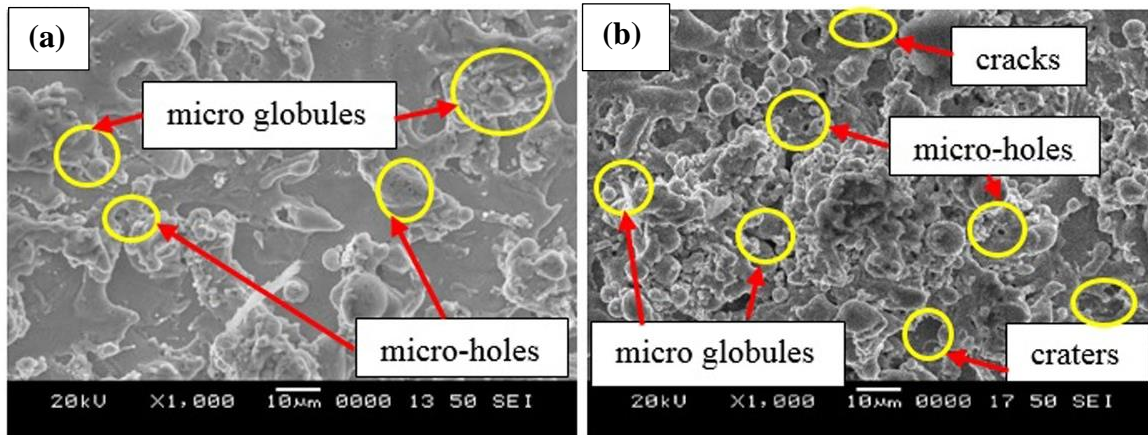 (a)
micro globules
micro-holes
20kV X1,000 10µm 0000 13 50 SEI
(b)
cracks
micro-holes
micro globules
craters
20kV X1,000 10µm 0000 17 50 SEI